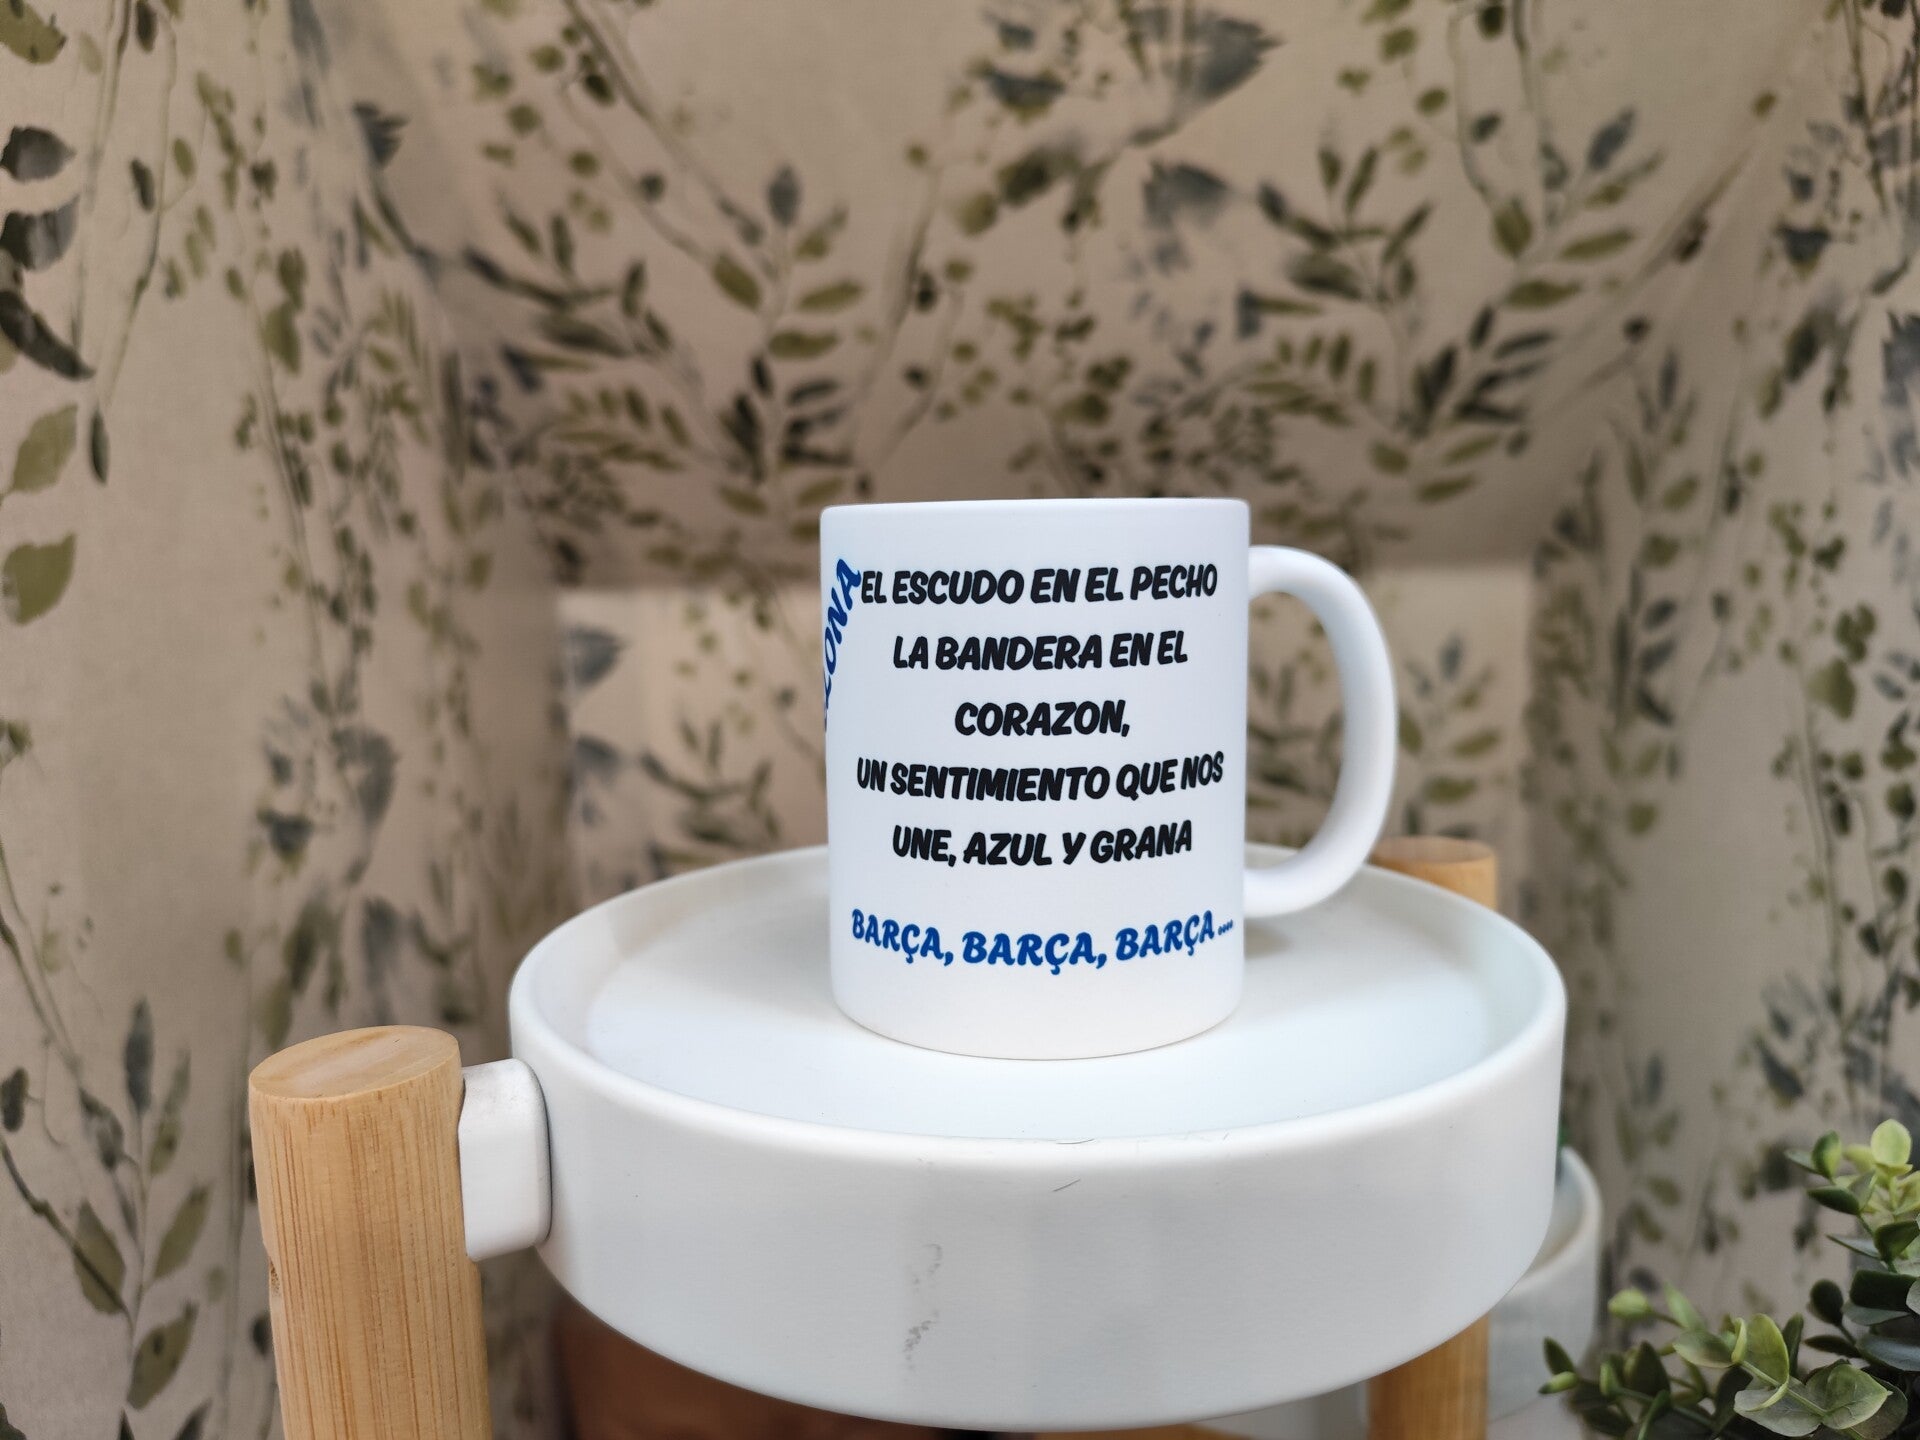 EL ESCUDO EN EL PECHO
LA BANDERA EN EL
CORAZON,
UN SENTIMIENTO QUE NOS
UNE, AZUL Y GRANA
BARÇA, BARÇA, BARÇA....